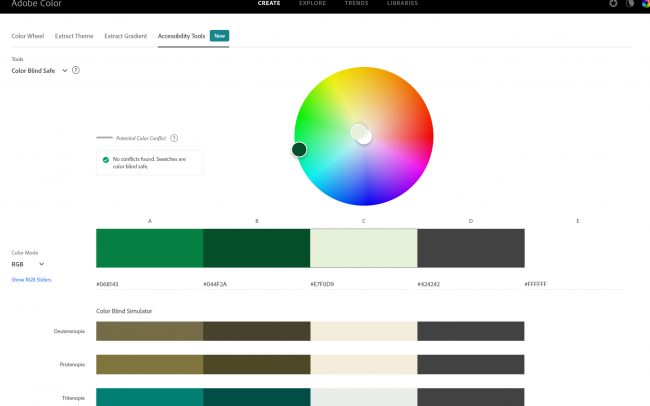 Adobe Color
CREATE EXPLORE TRENDS LIBRARIES
Color Wheel Extract Theme Extract Gradient Accessibility Tools New
Tools
Color Blind Safe ?
Potential Color Conflict ?
No conflicts found. Swatches are
color blind safe.
A B C D E
Color Mode
RGB
Show RGB Sliders
#068143 #044F2A #E7F0D9 #424242 #FFFFFF
Color Blind Simulator
Deuteranopia
Protanopia
Tritanopia